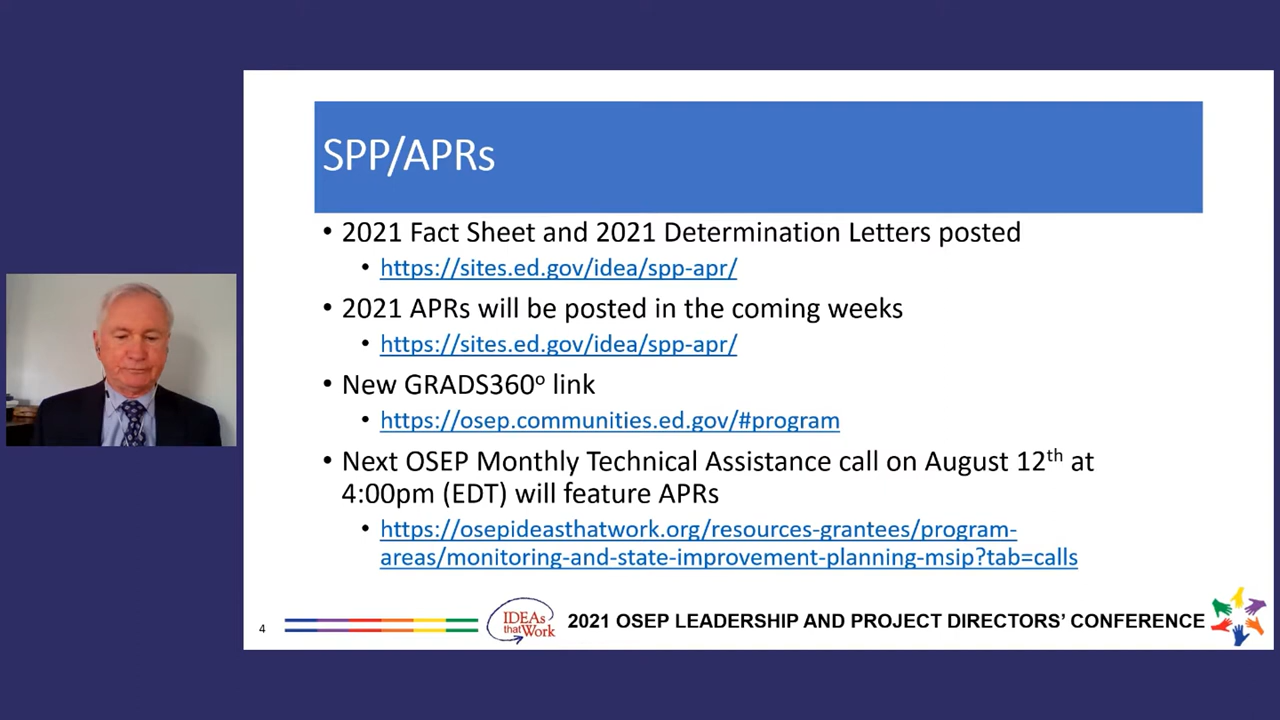 SPP/APRs
• 2021 Fact Sheet and 2021 Determination Letters posted
• https://sites.ed.gov/idea/spp-apr/
• 2021 APRs will be posted in the coming weeks
• https://sites.ed.gov/idea/spp-apr/
• New GRADS360º link
• https://osep.communities.ed.gov/#program
• Next OSEP Monthly Technical Assistance call on August 12th at
4:00pm (EDT) will feature APRs
• https://osepideasthatwork.org/resources-grantees/program-
areas/monitoring-and-state-improvement-planning-msip?tab=calls
4
IDEAs
that Work
2021 OSEP LEADERSHIP AND PROJECT DIRECTORS’ CONFERENCE